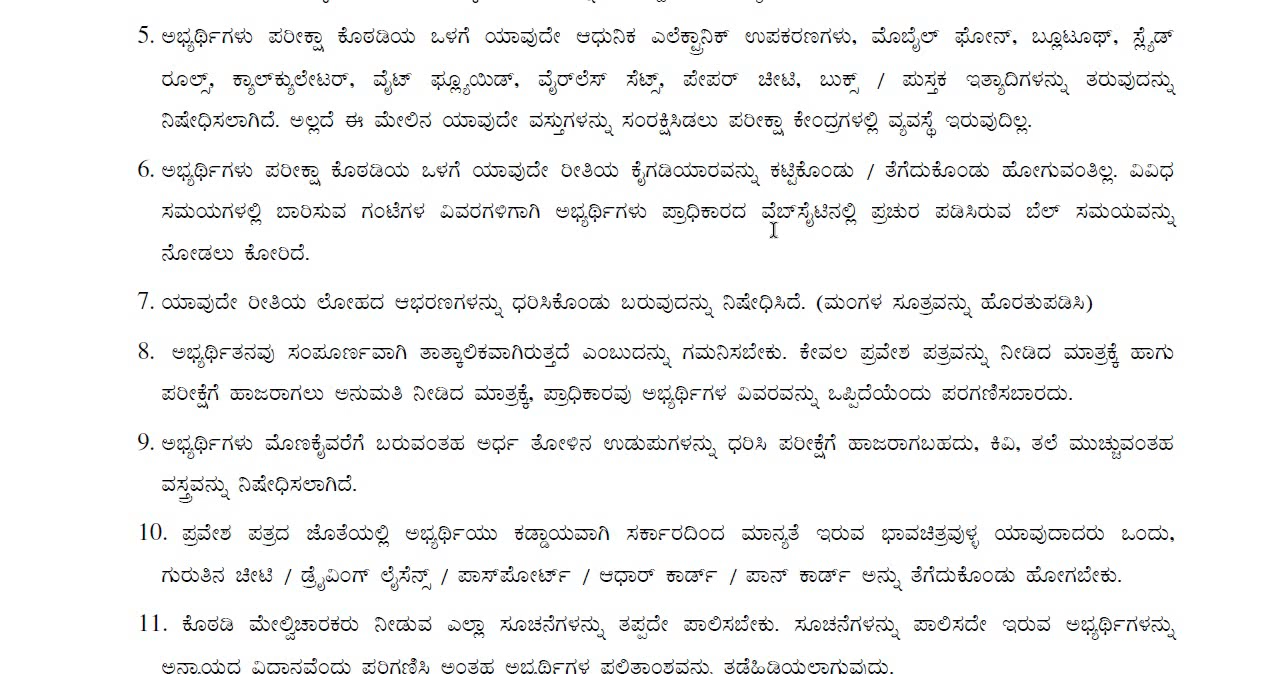 5. ಅಭ್ಯರ್ಥಿಗಳು ಪರೀಕ್ಷಾ ಕೊಠಡಿಯ ಒಳಗೆ ಯಾವುದೇ ಆಧುನಿಕ ಎಲೆಕ್ಟ್ರಾನಿಕ್ ಉಪಕರಣಗಳು, ಮೊಬೈಲ್ ಫೋನ್, ಬ್ಲೂಟೂಥ್, ಸ್ಲೈಡ್
ರೂಲ್ಸ್, ಕ್ಯಾಲ್‌ಕ್ಯುಲೇಟರ್, ವೈಟ್ ಫ್ಲ್ಯೂಯಿಡ್, ವೈರ್‌ಲೆಸ್ ಸೆಟ್ಸ್, ಪೇಪರ್ ಚೀಟಿ, ಬುಕ್ಸ್ / ಪುಸ್ತಕ ಇತ್ಯಾದಿಗಳನ್ನು ತರುವುದನ್ನು
ನಿಷೇಧಿಸಲಾಗಿದೆ. ಅಲ್ಲದೆ ಈ ಮೇಲಿನ ಯಾವುದೇ ವಸ್ತುಗಳನ್ನು ಸಂರಕ್ಷಿಸಿಡಲು ಪರೀಕ್ಷಾ ಕೇಂದ್ರಗಳಲ್ಲಿ ವ್ಯವಸ್ಥೆ ಇರುವುದಿಲ್ಲ.
6. ಅಭ್ಯರ್ಥಿಗಳು ಪರೀಕ್ಷಾ ಕೊಠಡಿಯ ಒಳಗೆ ಯಾವುದೇ ರೀತಿಯ ಕೈಗಡಿಯಾರವನ್ನು ಕಟ್ಟಿಕೊಂಡು / ತೆಗೆದುಕೊಂಡು ಹೋಗುವಂತಿಲ್ಲ. ವಿವಿಧ
ಸಮಯಗಳಲ್ಲಿ ಬಾರಿಸುವ ಗಂಟೆಗಳ ವಿವರಗಳಿಗಾಗಿ ಅಭ್ಯರ್ಥಿಗಳು ಪ್ರಾಧಿಕಾರದ ವೆಬ್‌ಸೈಟಿನಲ್ಲಿ ಪ್ರಚುರ ಪಡಿಸಿರುವ ಬೆಲ್ ಸಮಯವನ್ನು
ನೋಡಲು ಕೋರಿದೆ.
7. ಯಾವುದೇ ರೀತಿಯ ಲೋಹದ ಆಭರಣಗಳನ್ನು ಧರಿಸಿಕೊಂಡು ಬರುವುದನ್ನು ನಿಷೇಧಿಸಿದೆ. (ಮಂಗಳ ಸೂತ್ರವನ್ನು ಹೊರತುಪಡಿಸಿ)
8. ಅಭ್ಯರ್ಥಿತನವು ಸಂಪೂರ್ಣವಾಗಿ ತಾತ್ಕಾಲಿಕವಾಗಿರುತ್ತದೆ ಎಂಬುದನ್ನು ಗಮನಿಸಬೇಕು. ಕೇವಲ ಪ್ರವೇಶ ಪತ್ರವನ್ನು ನೀಡಿದ ಮಾತ್ರಕ್ಕೆ ಹಾಗು
ಪರೀಕ್ಷೆಗೆ ಹಾಜರಾಗಲು ಅನುಮತಿ ನೀಡಿದ ಮಾತ್ರಕ್ಕೆ, ಪ್ರಾಧಿಕಾರವು ಅಭ್ಯರ್ಥಿಗಳ ವಿವರವನ್ನು ಒಪ್ಪಿದೆಯೆಂದು ಪರಗಣಿಸಬಾರದು.
9. ಅಭ್ಯರ್ಥಿಗಳು ಮೊಣಕೈವರೆಗೆ ಬರುವಂತಹ ಅರ್ಧ ತೋಳಿನ ಉಡುಪುಗಳನ್ನು ಧರಿಸಿ ಪರೀಕ್ಷೆಗೆ ಹಾಜರಾಗಬಹದು, ಕಿವಿ, ತಲೆ ಮುಚ್ಚುವಂತಹ
ವಸ್ತ್ರವನ್ನು ನಿಷೇಧಿಸಲಾಗಿದೆ.
10. ಪ್ರವೇಶ ಪತ್ರದ ಜೊತೆಯಲ್ಲಿ ಅಭ್ಯರ್ಥಿಯು ಕಡ್ಡಾಯವಾಗಿ ಸರ್ಕಾರದಿಂದ ಮಾನ್ಯತೆ ಇರುವ ಭಾವಚಿತ್ರವುಳ್ಳ ಯಾವುದಾದರು ಒಂದು,
ಗುರುತಿನ ಚೀಟಿ / ಡ್ರೈವಿಂಗ್ ಲೈಸೆನ್ಸ್ / ಪಾಸ್‌ಪೋರ್ಟ್ / ಆಧಾರ್ ಕಾರ್ಡ್ / ಪಾನ್ ಕಾರ್ಡ್ ಅನ್ನು ತೆಗೆದುಕೊಂಡು ಹೋಗಬೇಕು.
11. ಕೊಠಡಿ ಮೇಲ್ವಿಚಾರಕರು ನೀಡುವ ಎಲ್ಲಾ ಸೂಚನೆಗಳನ್ನು ತಪ್ಪದೇ ಪಾಲಿಸಬೇಕು. ಸೂಚನೆಗಳನ್ನು ಪಾಲಿಸದೇ ಇರುವ ಅಭ್ಯರ್ಥಿಗಳನ್ನು
ಅನ್ಯಾಯದ ವಿಧಾನವೆಂದು ಪರಿಗಣಿಸಿ ಅಂತಹ ಅಭ್ಯರ್ಥಿಗಳ ಫಲಿತಾಂಶವನ್ನು ತಡೆಹಿಡಿಯಲಾಗುವುದು.